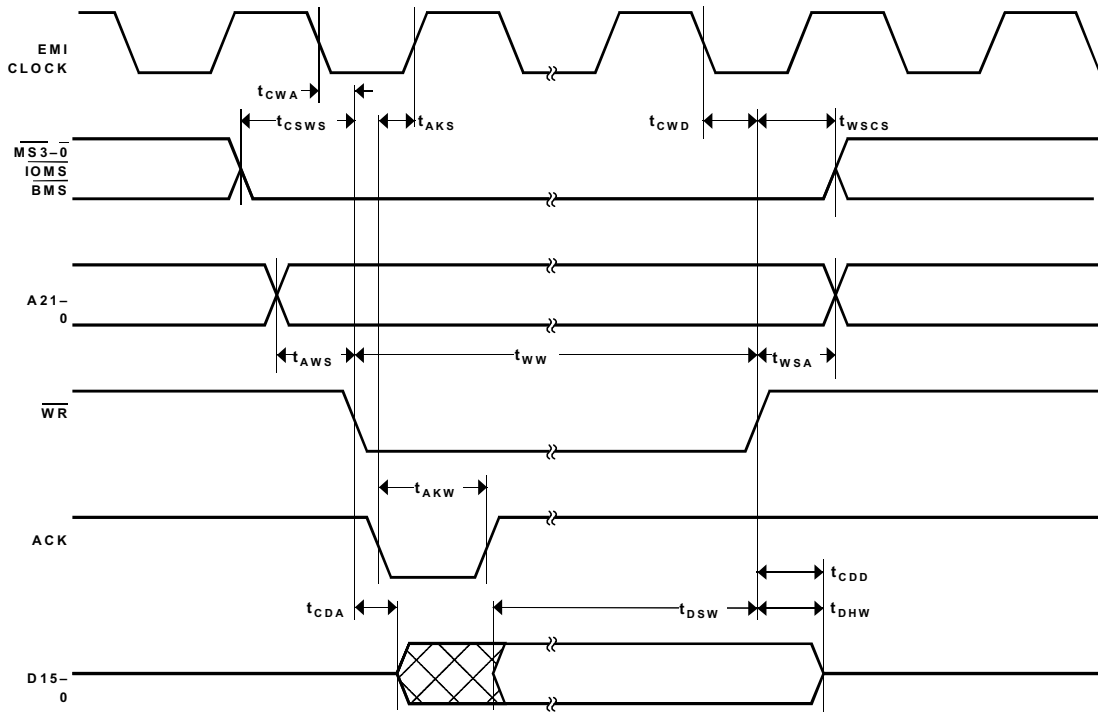 EMI
CLOCK
tCWA
tCSWS
tAKS
tCWD
tWSCS
MS3–0
IOMS
BMS
A21–
0
tAWS
tWW
tWSA
WR
tAKW
ACK
tCDD
tCDA
tDSW
tDHW
D15–
0